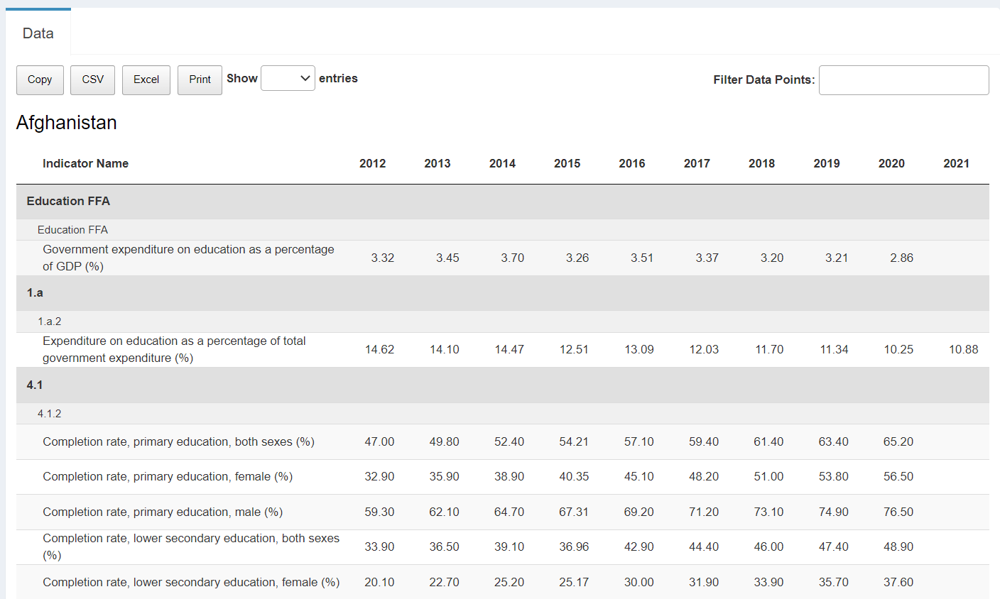 Data
Copy CSV Excel Print Show entries Filter Data Points:
Afghanistan
Indicator Name 2012 2013 2014 2015 2016 2017 2018 2019 2020 2021
Education FFA
Education FFA
Government expenditure on education as a percentage
of GDP (%) 3.32 3.45 3.70 3.26 3.51 3.37 3.20 3.21 2.86
1.a
1.a.2
Expenditure on education as a percentage of total
government expenditure (%) 14.62 14.10 14.47 12.51 13.09 12.03 11.70 11.34 10.25 10.88
4.1
4.1.2
Completion rate, primary education, both sexes (%) 47.00 49.80 52.40 54.21 57.10 59.40 61.40 63.40 65.20
Completion rate, primary education, female (%) 32.90 35.90 38.90 40.35 45.10 48.20 51.00 53.80 56.50
Completion rate, primary education, male (%) 59.30 62.10 64.70 67.31 69.20 71.20 73.10 74.90 76.50
Completion rate, lower secondary education, both sexes
(%) 33.90 36.50 39.10 36.96 42.90 44.40 46.00 47.40 48.90
Completion rate, lower secondary education, female (%) 20.10 22.70 25.20 25.17 30.00 31.90 33.90 35.70 37.60